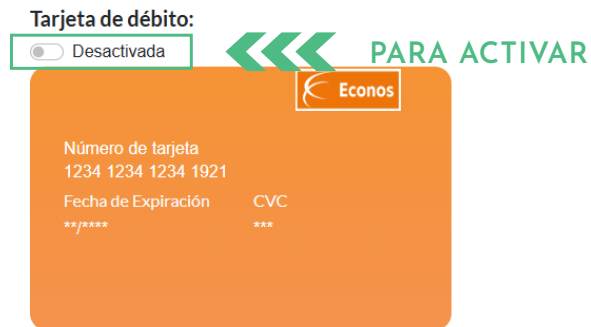 Tarjeta de débito:
Desactivada
PARA ACTIVAR
Econos
Número de tarjeta
1234 1234 1234 1921
Fecha de Expiración CVC
**/**** ***